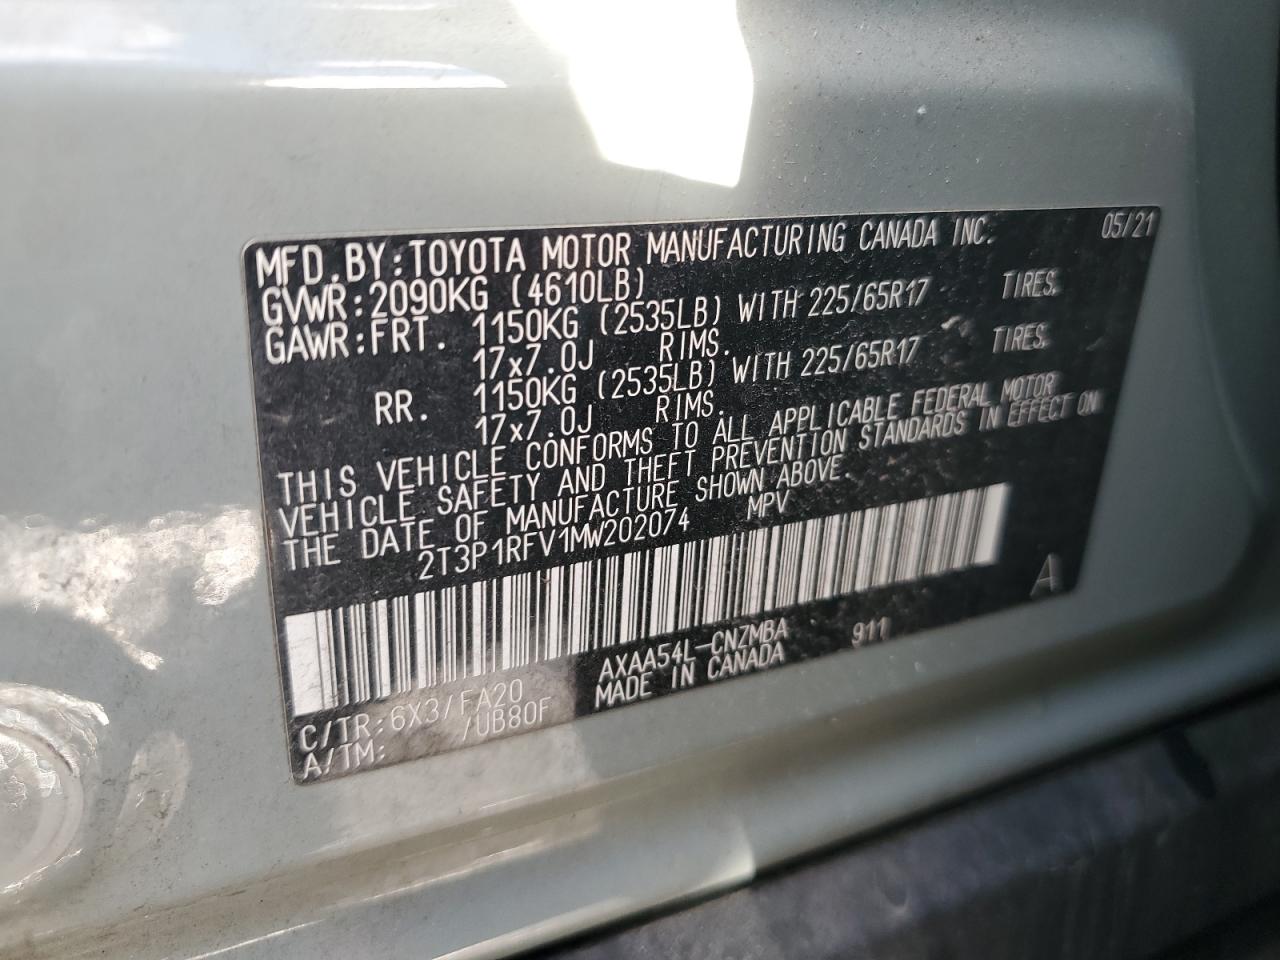 MFD.BY:TOYOTA MOTOR MANUFACTURING CANADA INC. 05/21
GVWR:2090KG (4610LB)
GAWR:FRT. 1150KG (2535LB) WITH 225/65R17 TIRES.
17x7.0J RIMS.
RR. 1150KG (2535LB) WITH 225/65R17 TIRES.
17x7.0J RIMS.
THIS VEHICLE CONFORMS TO ALL APPLICABLE FEDERAL MOTOR
VEHICLE SAFETY AND THEFT PREVENTION STANDARDS IN EFFECT ON
THE DATE OF MANUFACTURE SHOWN ABOVE.
2T3P1RFV1MW202074 MPV
A
C/TR:6X3/FA20 AXAA54L-CNZMBA 911
A/TM: /UB80F MADE IN CANADA